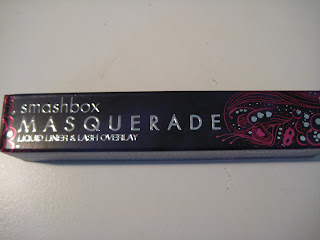 smashbox
MASQUERADE
LIQUID LINER & LASH OVERLAY